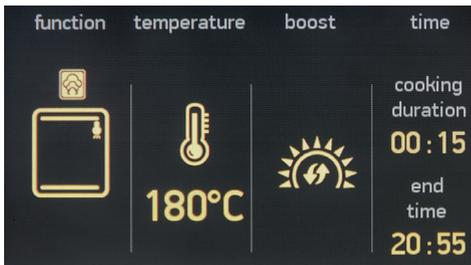 function temperature boost time
cooking
duration
00:15
180°C
end
time
20:55